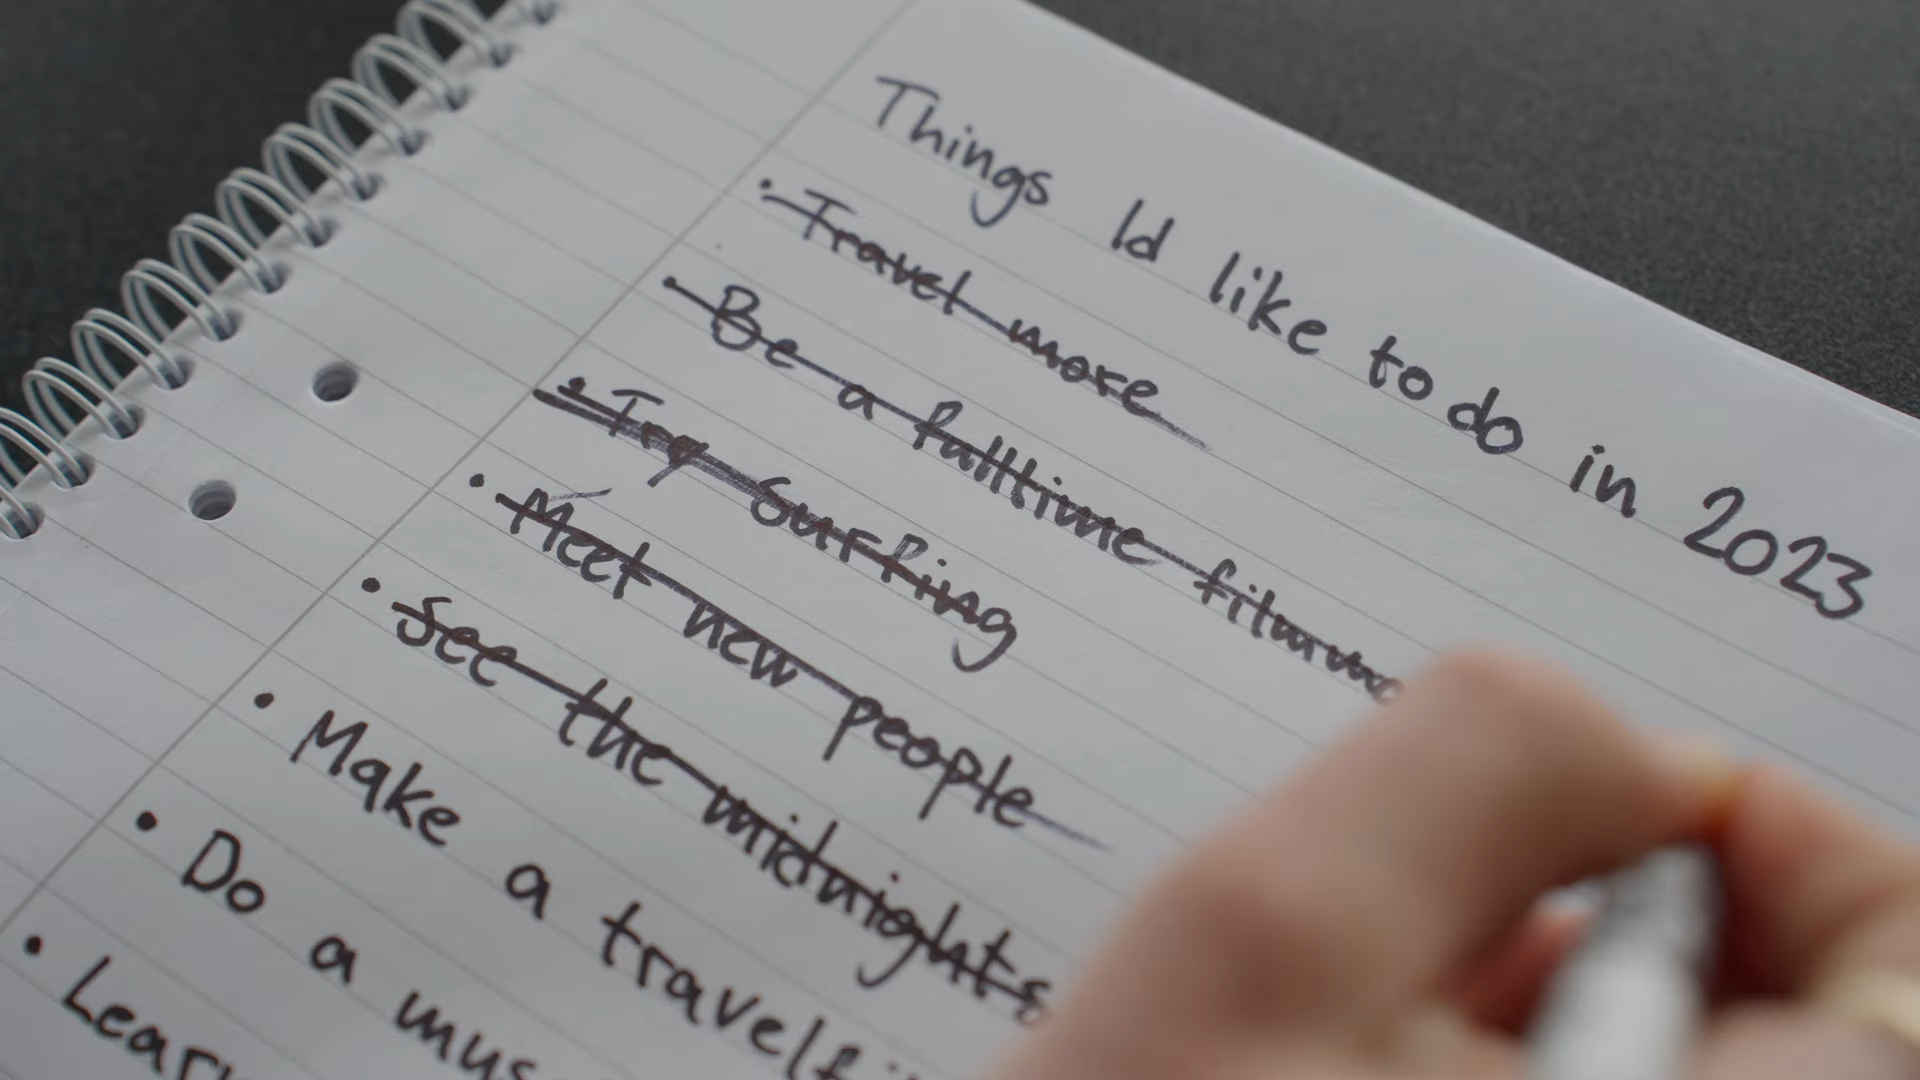 Things Id like to do in 2023
• Travel more
• Be a fulltime
• Try Surfing
• Meet new people
• See the midnights
• Make a
• Do a